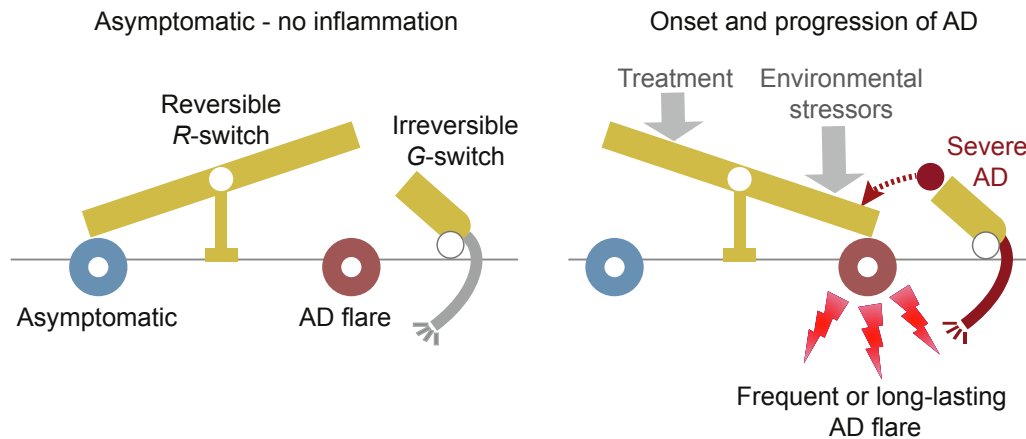 Asymptomatic - no inflammation
Reversible
R-switch
Irreversible
G-switch
Asymptomatic
AD flare
Onset and progression of AD
Treatment
Environmental
stressors
Severe
AD
Frequent or long-lasting
AD flare